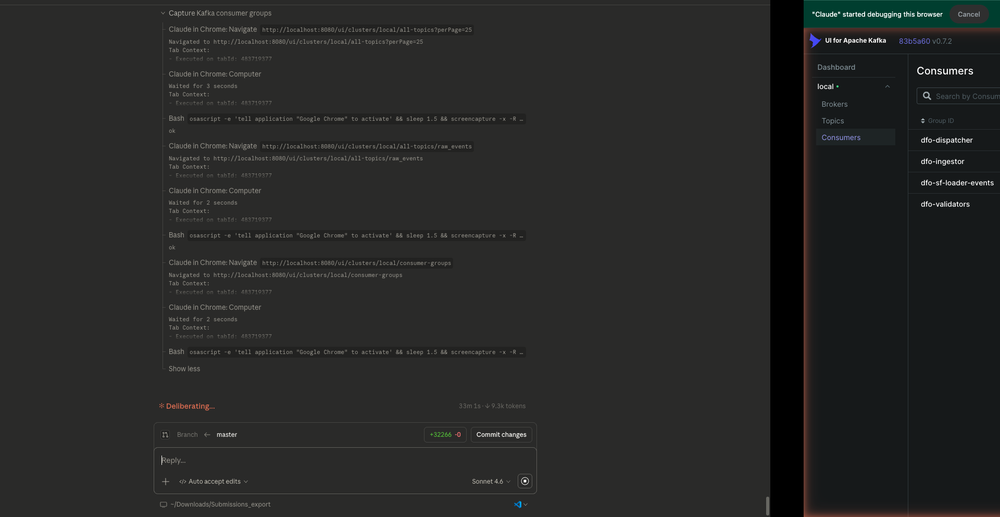 Capture Kafka consumer groups
Claude in Chrome: Navigate http://localhost:8080/ui/clusters/local/all-topics?perPage=25
Navigated to http://localhost:8080/ui/clusters/local/all-topics?perPage=25
Tab Context:
- Executed on tabId: 483719377
Claude in Chrome: Computer
Waited for 3 seconds
Tab Context:
- Executed on tabId: 483719377
Bash osascript -e 'tell application "Google Chrome" to activate' && sleep 1.5 && screencapture -x -R …
ok
Claude in Chrome: Navigate http://localhost:8080/ui/clusters/local/all-topics/raw_events
Navigated to http://localhost:8080/ui/clusters/local/all-topics/raw_events
Tab Context:
- Executed on tabId: 483719377
Claude in Chrome: Computer
Waited for 2 seconds
Tab Context:
- Executed on tabId: 483719377
Bash osascript -e 'tell application "Google Chrome" to activate' && sleep 1.5 && screencapture -x -R …
ok
Claude in Chrome: Navigate http://localhost:8080/ui/clusters/local/consumer-groups
Navigated to http://localhost:8080/ui/clusters/local/consumer-groups
Tab Context:
- Executed on tabId: 483719377
Claude in Chrome: Computer
Waited for 2 seconds
Tab Context:
- Executed on tabId: 483719377
Bash osascript -e 'tell application "Google Chrome" to activate' && sleep 1.5 && screencapture -x -R …
Show less
Deliberating...
33m 1s · ↓ 9.3k tokens
Branch ← master
+32266 -0
Commit changes
Reply...
</> Auto accept edits
Sonnet 4.6
~/Downloads/Submissions_export
"Claude" started debugging this browser
Cancel
UI for Apache Kafka 83b5a60 v0.7.2
Dashboard
local
Brokers
Topics
Consumers
Consumers
Search by Consum
Group ID
dfo-dispatcher
dfo-ingestor
dfo-sf-loader-events
dfo-validators